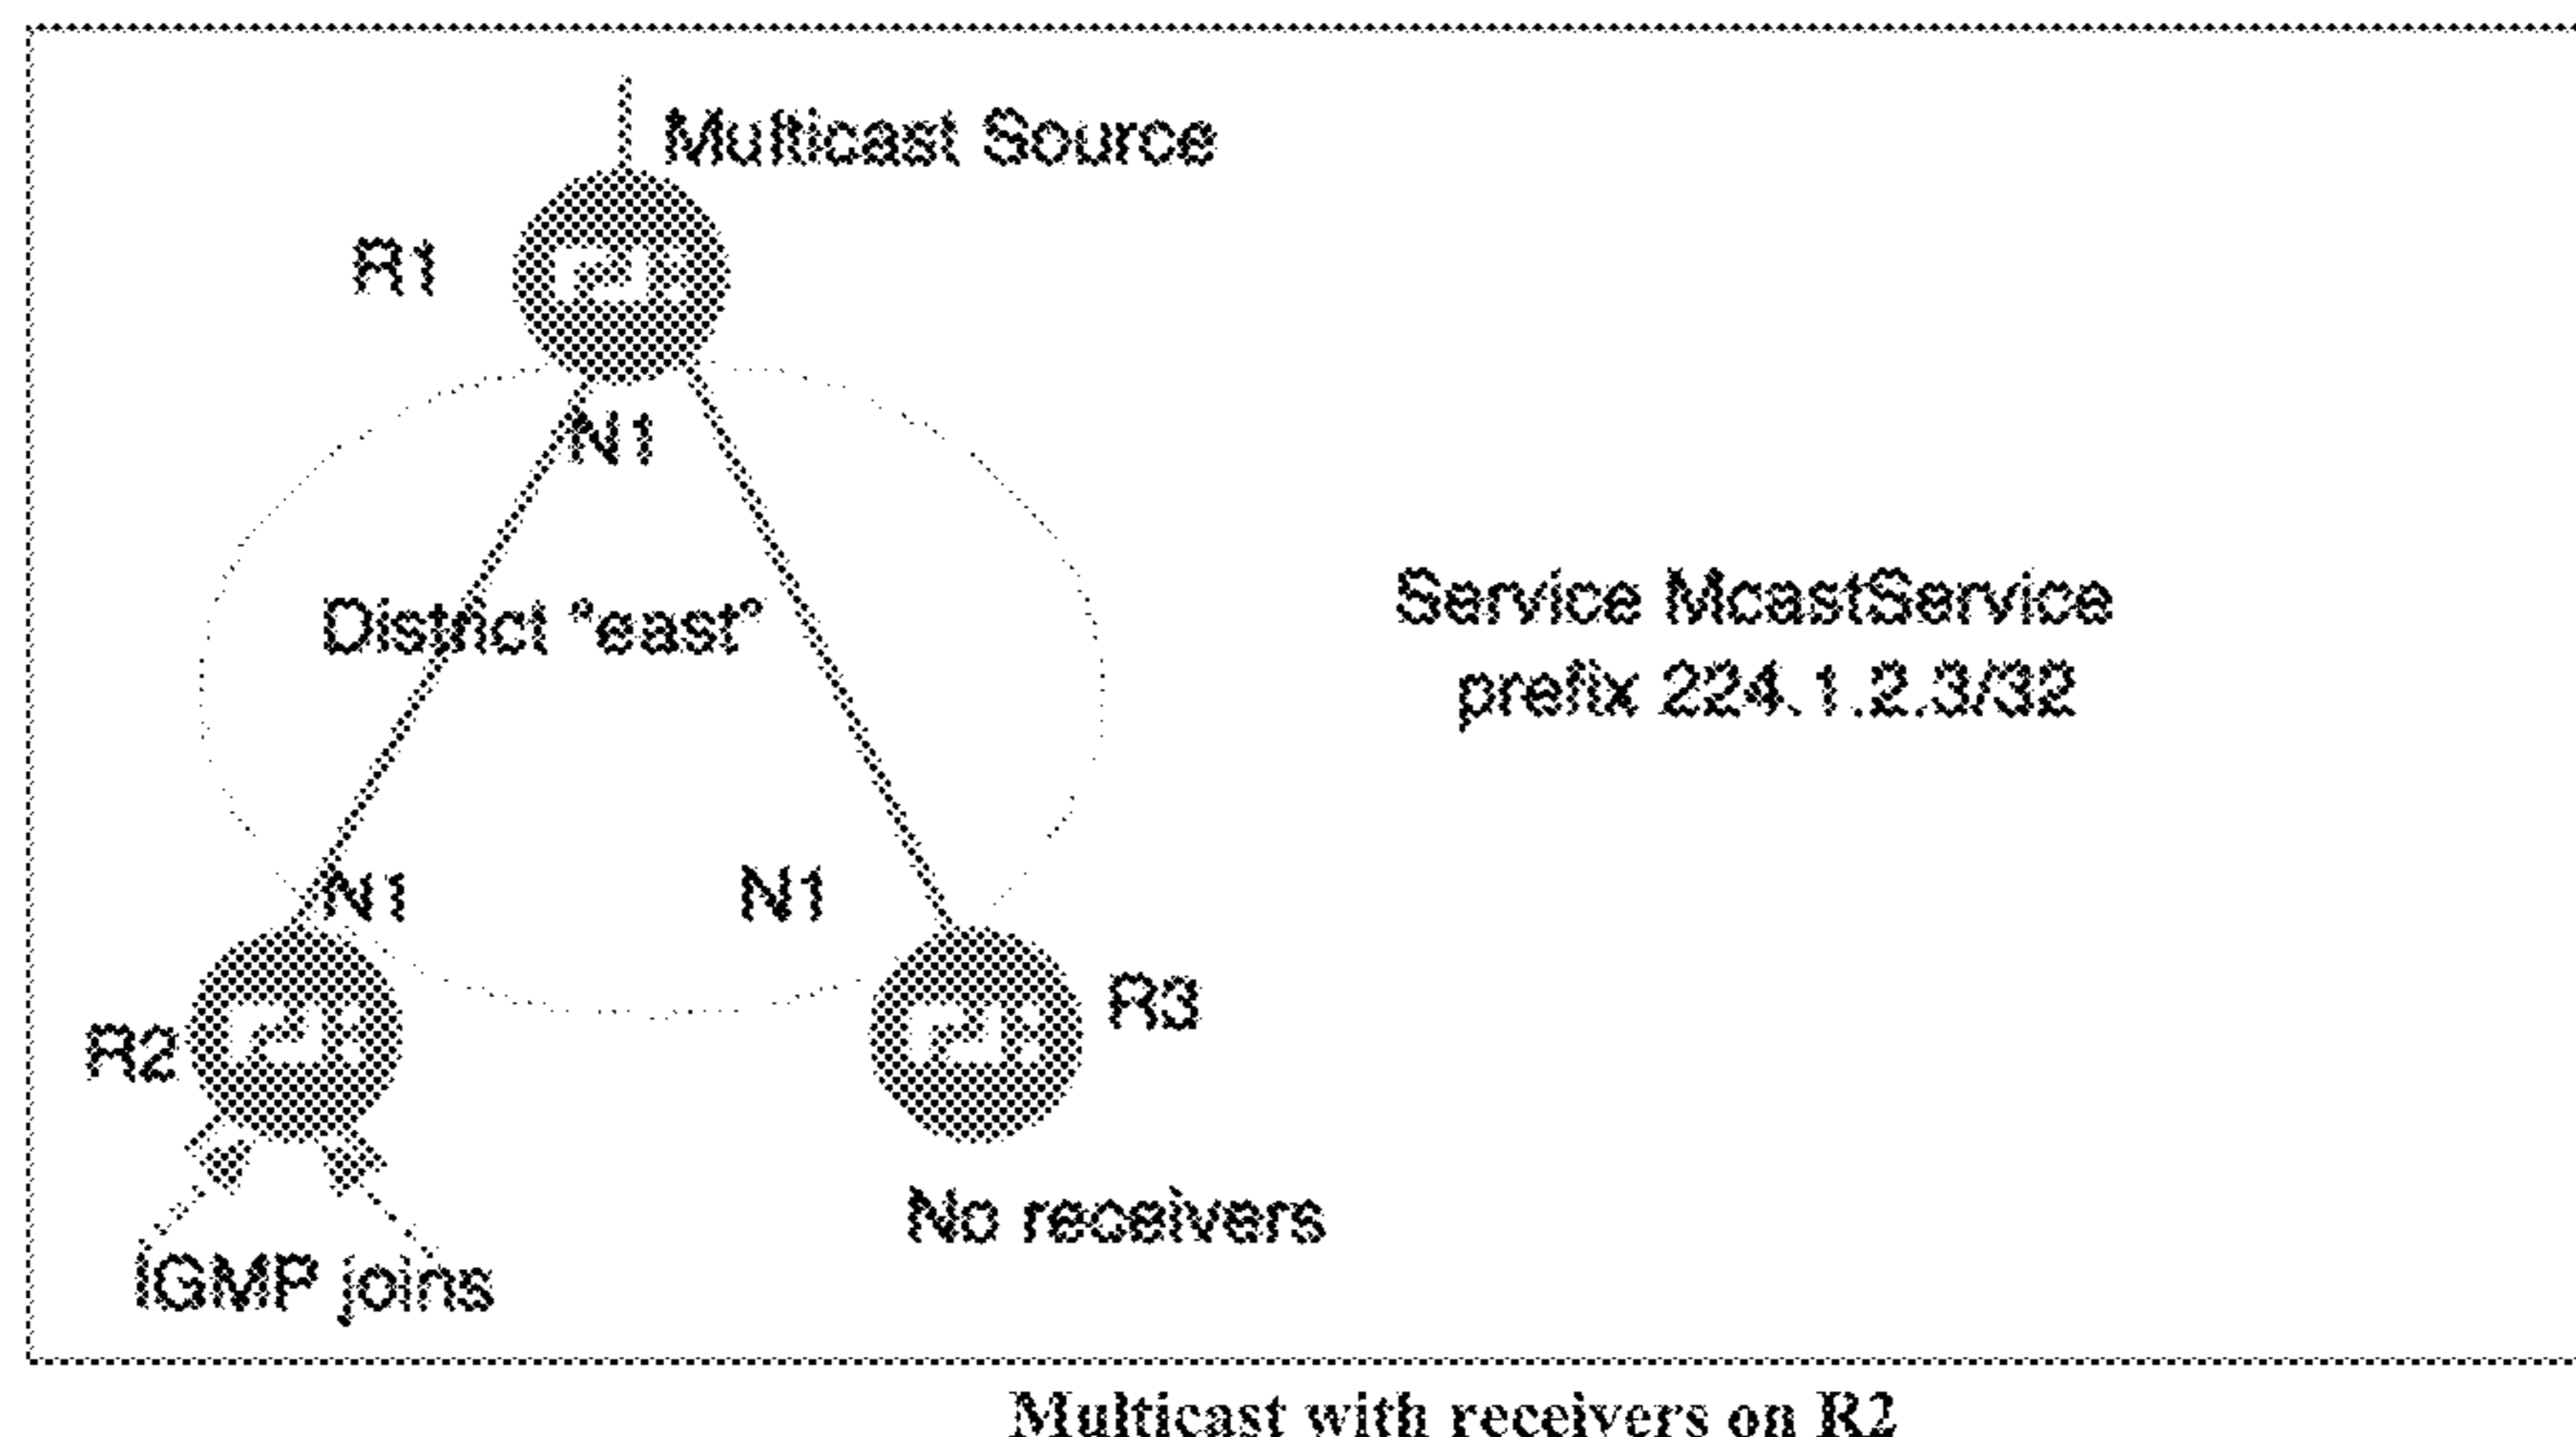 Multicast Source
R1
N1
District "east"
Service McastService
prefix 224.1.2.3/32
N1
N1
R2
R3
No receivers
IGMP joins
Multicast with receivers on R2